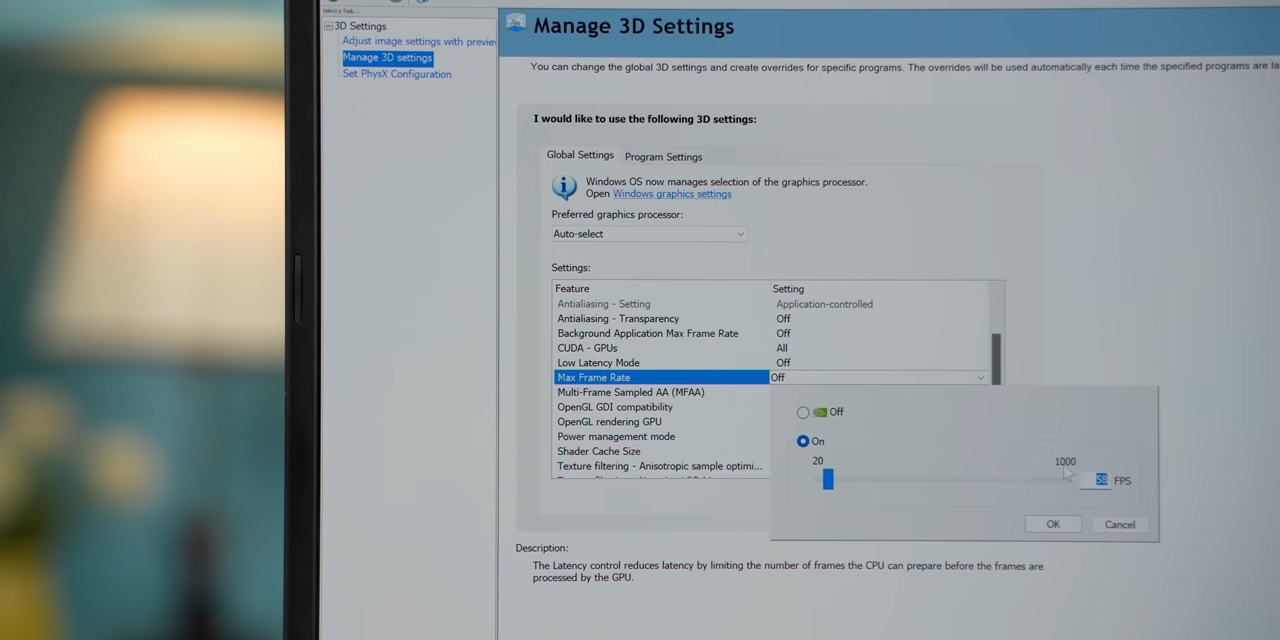 Select a Task...
3D Settings
Adjust image settings with preview
Manage 3D settings
Set PhysX Configuration
Manage 3D Settings
You can change the global 3D settings and create overrides for specific programs. The overrides will be used automatically each time the specified programs are la
I would like to use the following 3D settings:
Global Settings
Program Settings
Windows OS now manages selection of the graphics processor.
Open Windows graphics settings
Preferred graphics processor:
Auto-select
Settings:
Feature Setting
Antialiasing - Setting Application-controlled
Antialiasing - Transparency Off
Background Application Max Frame Rate Off
CUDA - GPUs All
Low Latency Mode Off
Max Frame Rate Off
Multi-Frame Sampled AA (MFAA)
OpenGL GDI compatibility
OpenGL rendering GPU
Power management mode
Shader Cache Size
Texture filtering - Anisotropic sample optimi...
Off
On
20 1000
58 FPS
OK Cancel
Description:
The Latency control reduces latency by limiting the number of frames the CPU can prepare before the frames are
processed by the GPU.